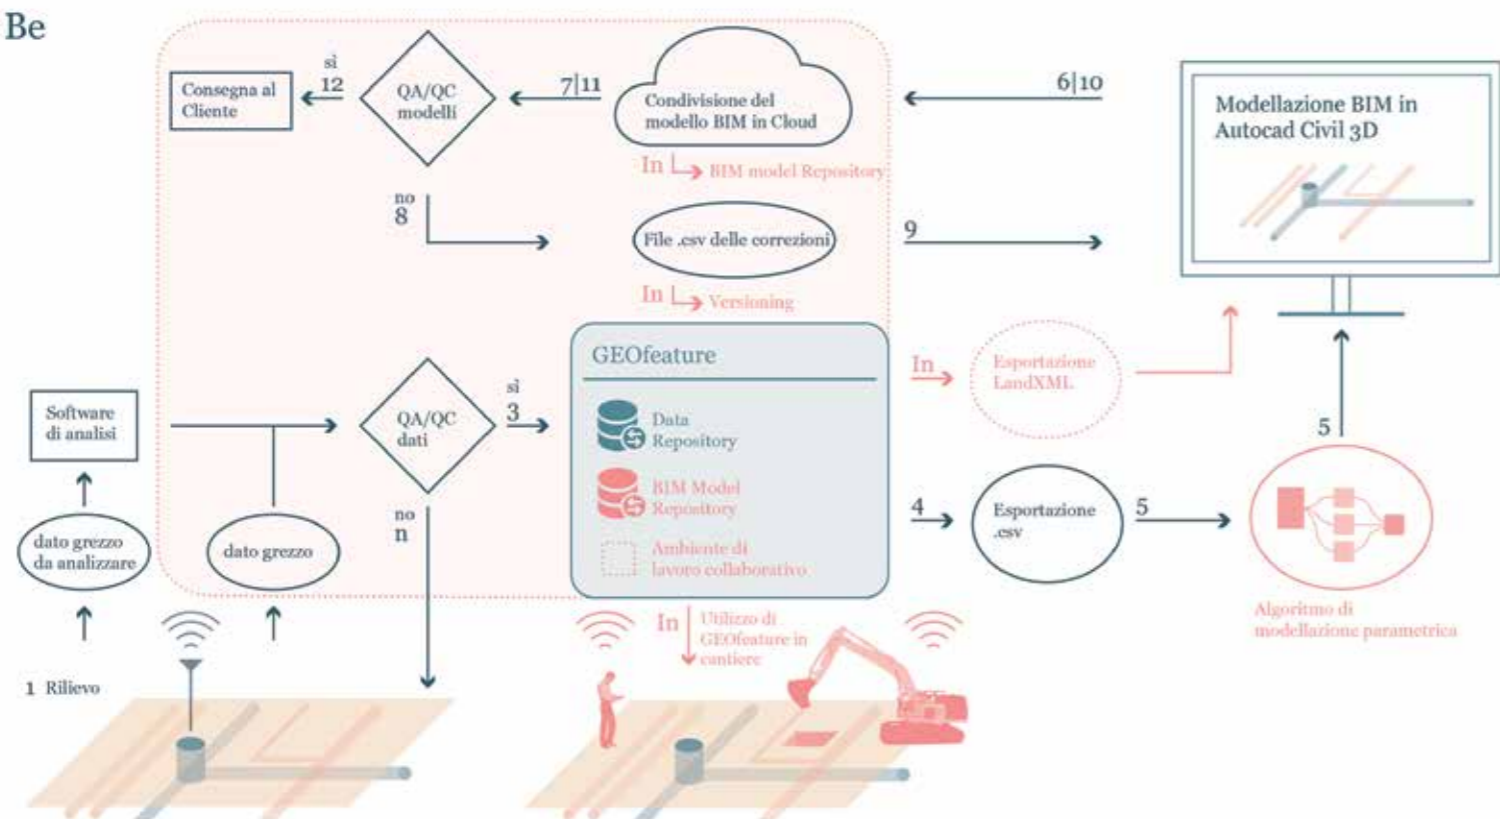 Be
Consegna al
Cliente
sì
12
QA/QC
modelli
7|11
Condivisione del
modello BIM in Cloud
In
BIM model Repository
6|10
Modellazione BIM in
Autocad Civil 3D
no
8
File .csv delle correzioni
In
Versioning
9
Software
di analisi
QA/QC
dati
sì
3
GEOfeature
Data
Repository
BIM Model
Repository
Ambiente di
lavoro collaborativo
In
Esportazione
LandXML
4
Esportazione
.csv
5
5
Algoritmo di
modellazione parametrica
dato grezzo
da analizzare
dato grezzo
no
n
In
Utilizzo di
GEOfeature in
cantiere
1 Rilievo